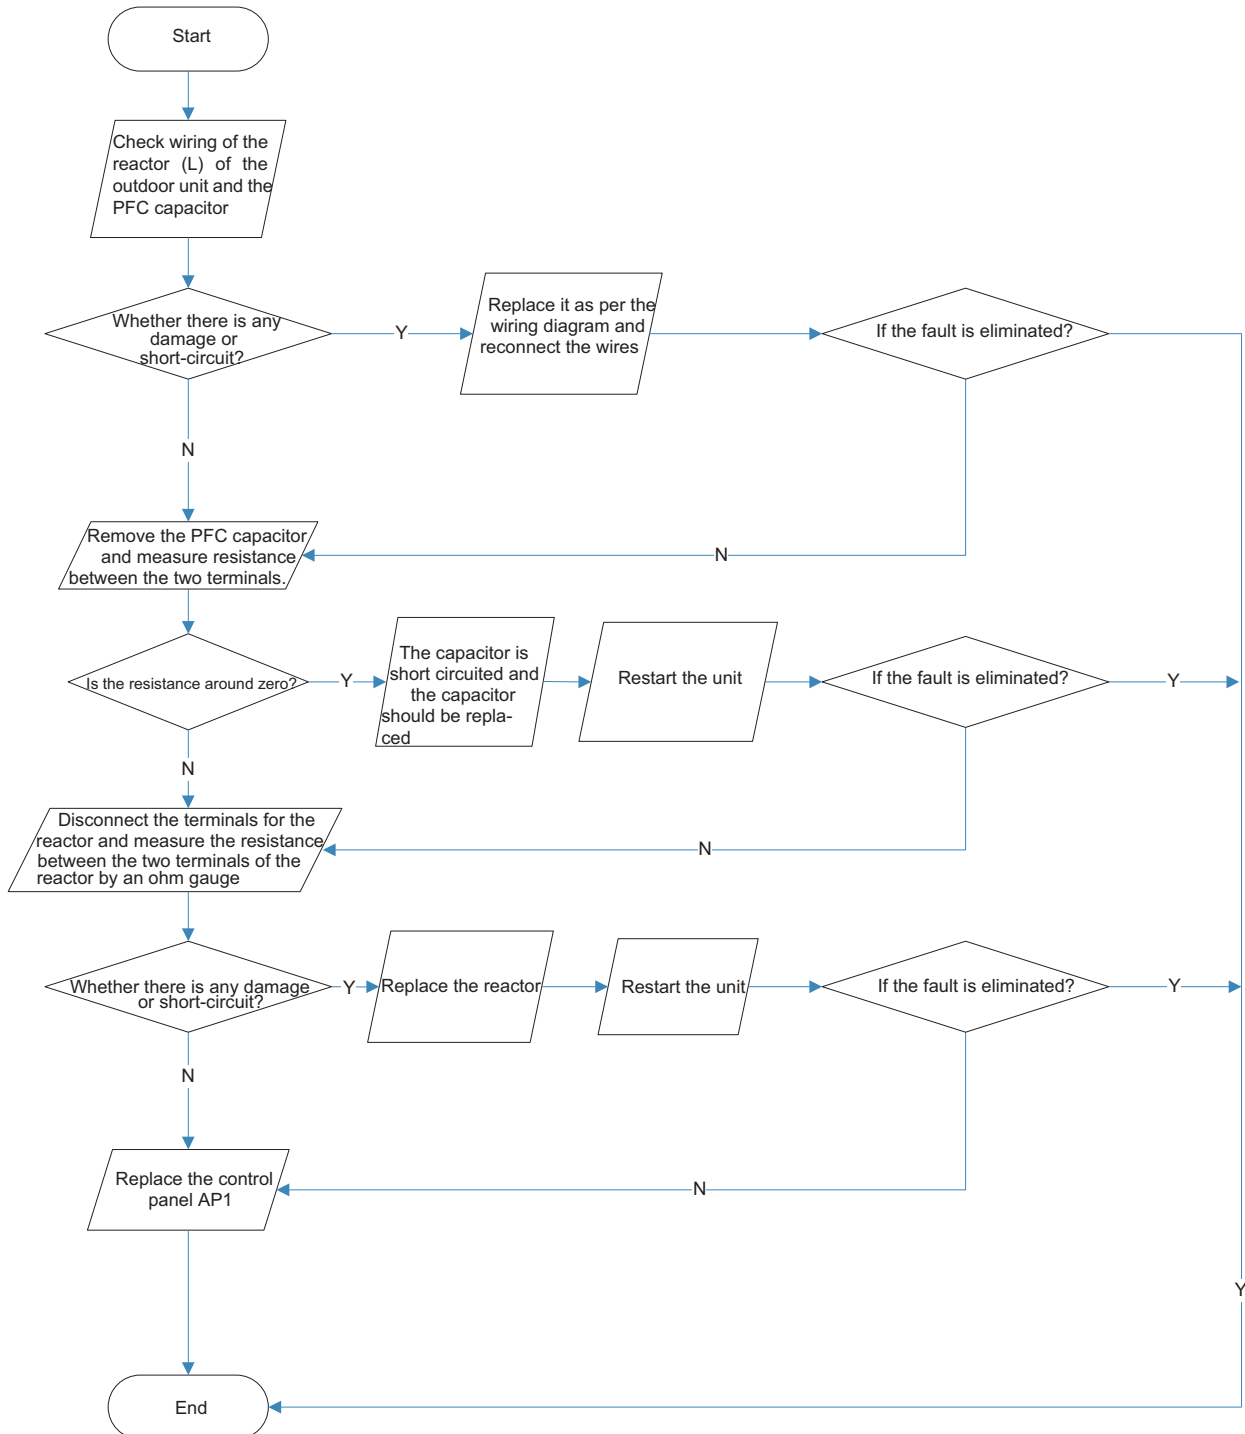 Start
Check wiring of the
reactor (L) of the
outdoor unit and the
PFC capacitor
Whether there is any
damage or
short-circuit?
Y
Replace it as per the
wiring diagram and
reconnect the wires
If the fault is eliminated?
N
Remove the PFC capacitor
and measure resistance
between the two terminals.
N
Is the resistance around zero?
Y
The capacitor is
short circuited and
the capacitor
should be repla-
ced
Restart the unit
If the fault is eliminated?
Y
N
Disconnect the terminals for the
reactor and measure the resistance
between the two terminals of the
reactor by an ohm gauge
N
Whether there is any damage
or short-circuit?
Y
Replace the reactor
Restart the unit
If the fault is eliminated?
Y
N
Replace the control
panel AP1
N
Y
End